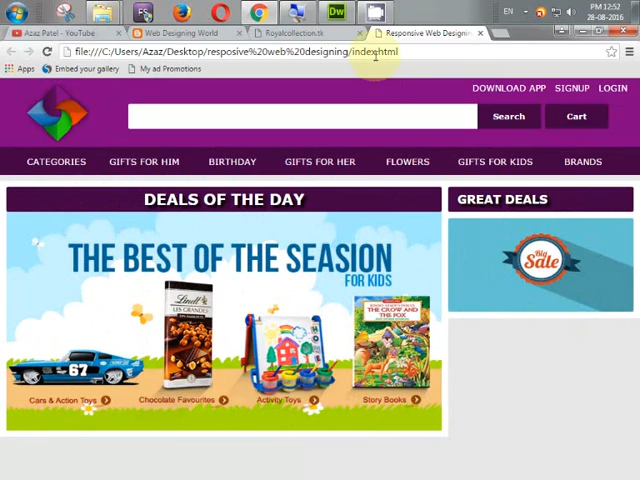 EN
PM 12:52
28-08-2016
Azaz Patel - YouTube
Web Designing World
Royalcollection.tk
Responsive Web Designin
file:///C:/Users/Azaz/Desktop/resposive%20web%20designing/index.html
Apps Embed your gallery My ad Promotions
DOWNLOAD APP SIGNUP LOGIN
Search Cart
CATEGORIES GIFTS FOR HIM BIRTHDAY GIFTS FOR HER FLOWERS GIFTS FOR KIDS BRANDS
DEALS OF THE DAY
GREAT DEALS
THE BEST OF THE SEASION
FOR KIDS
Big
Sale
Lindt
LES GRANDES
THE CROW AND
THE FOX
67
Cars & Action Toys Chocolate Favourites Activity Toys Story Books